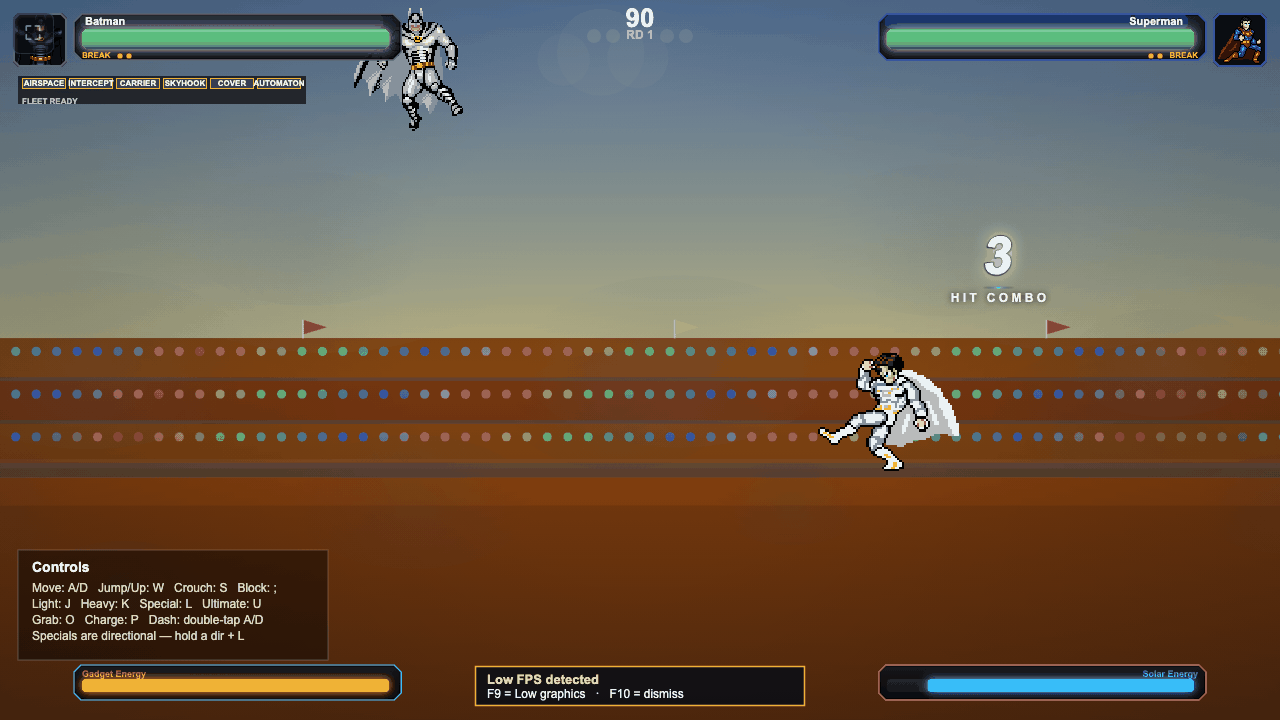 Batman
90
Superman
RD 1
BREAK
BREAK
AIRSPACE INTERCEPT CARRIER SKYHOOK COVER AUTOMATON
FLEET READY
3
HIT COMBO
Controls
Move: A/D Jump/Up: W Crouch: S Block: ;
Light: J Heavy: K Special: L Ultimate: U
Grab: O Charge: P Dash: double-tap A/D
Specials are directional — hold a dir + L
Gadget Energy
Low FPS detected
F9 = Low graphics · F10 = dismiss
Solar Energy